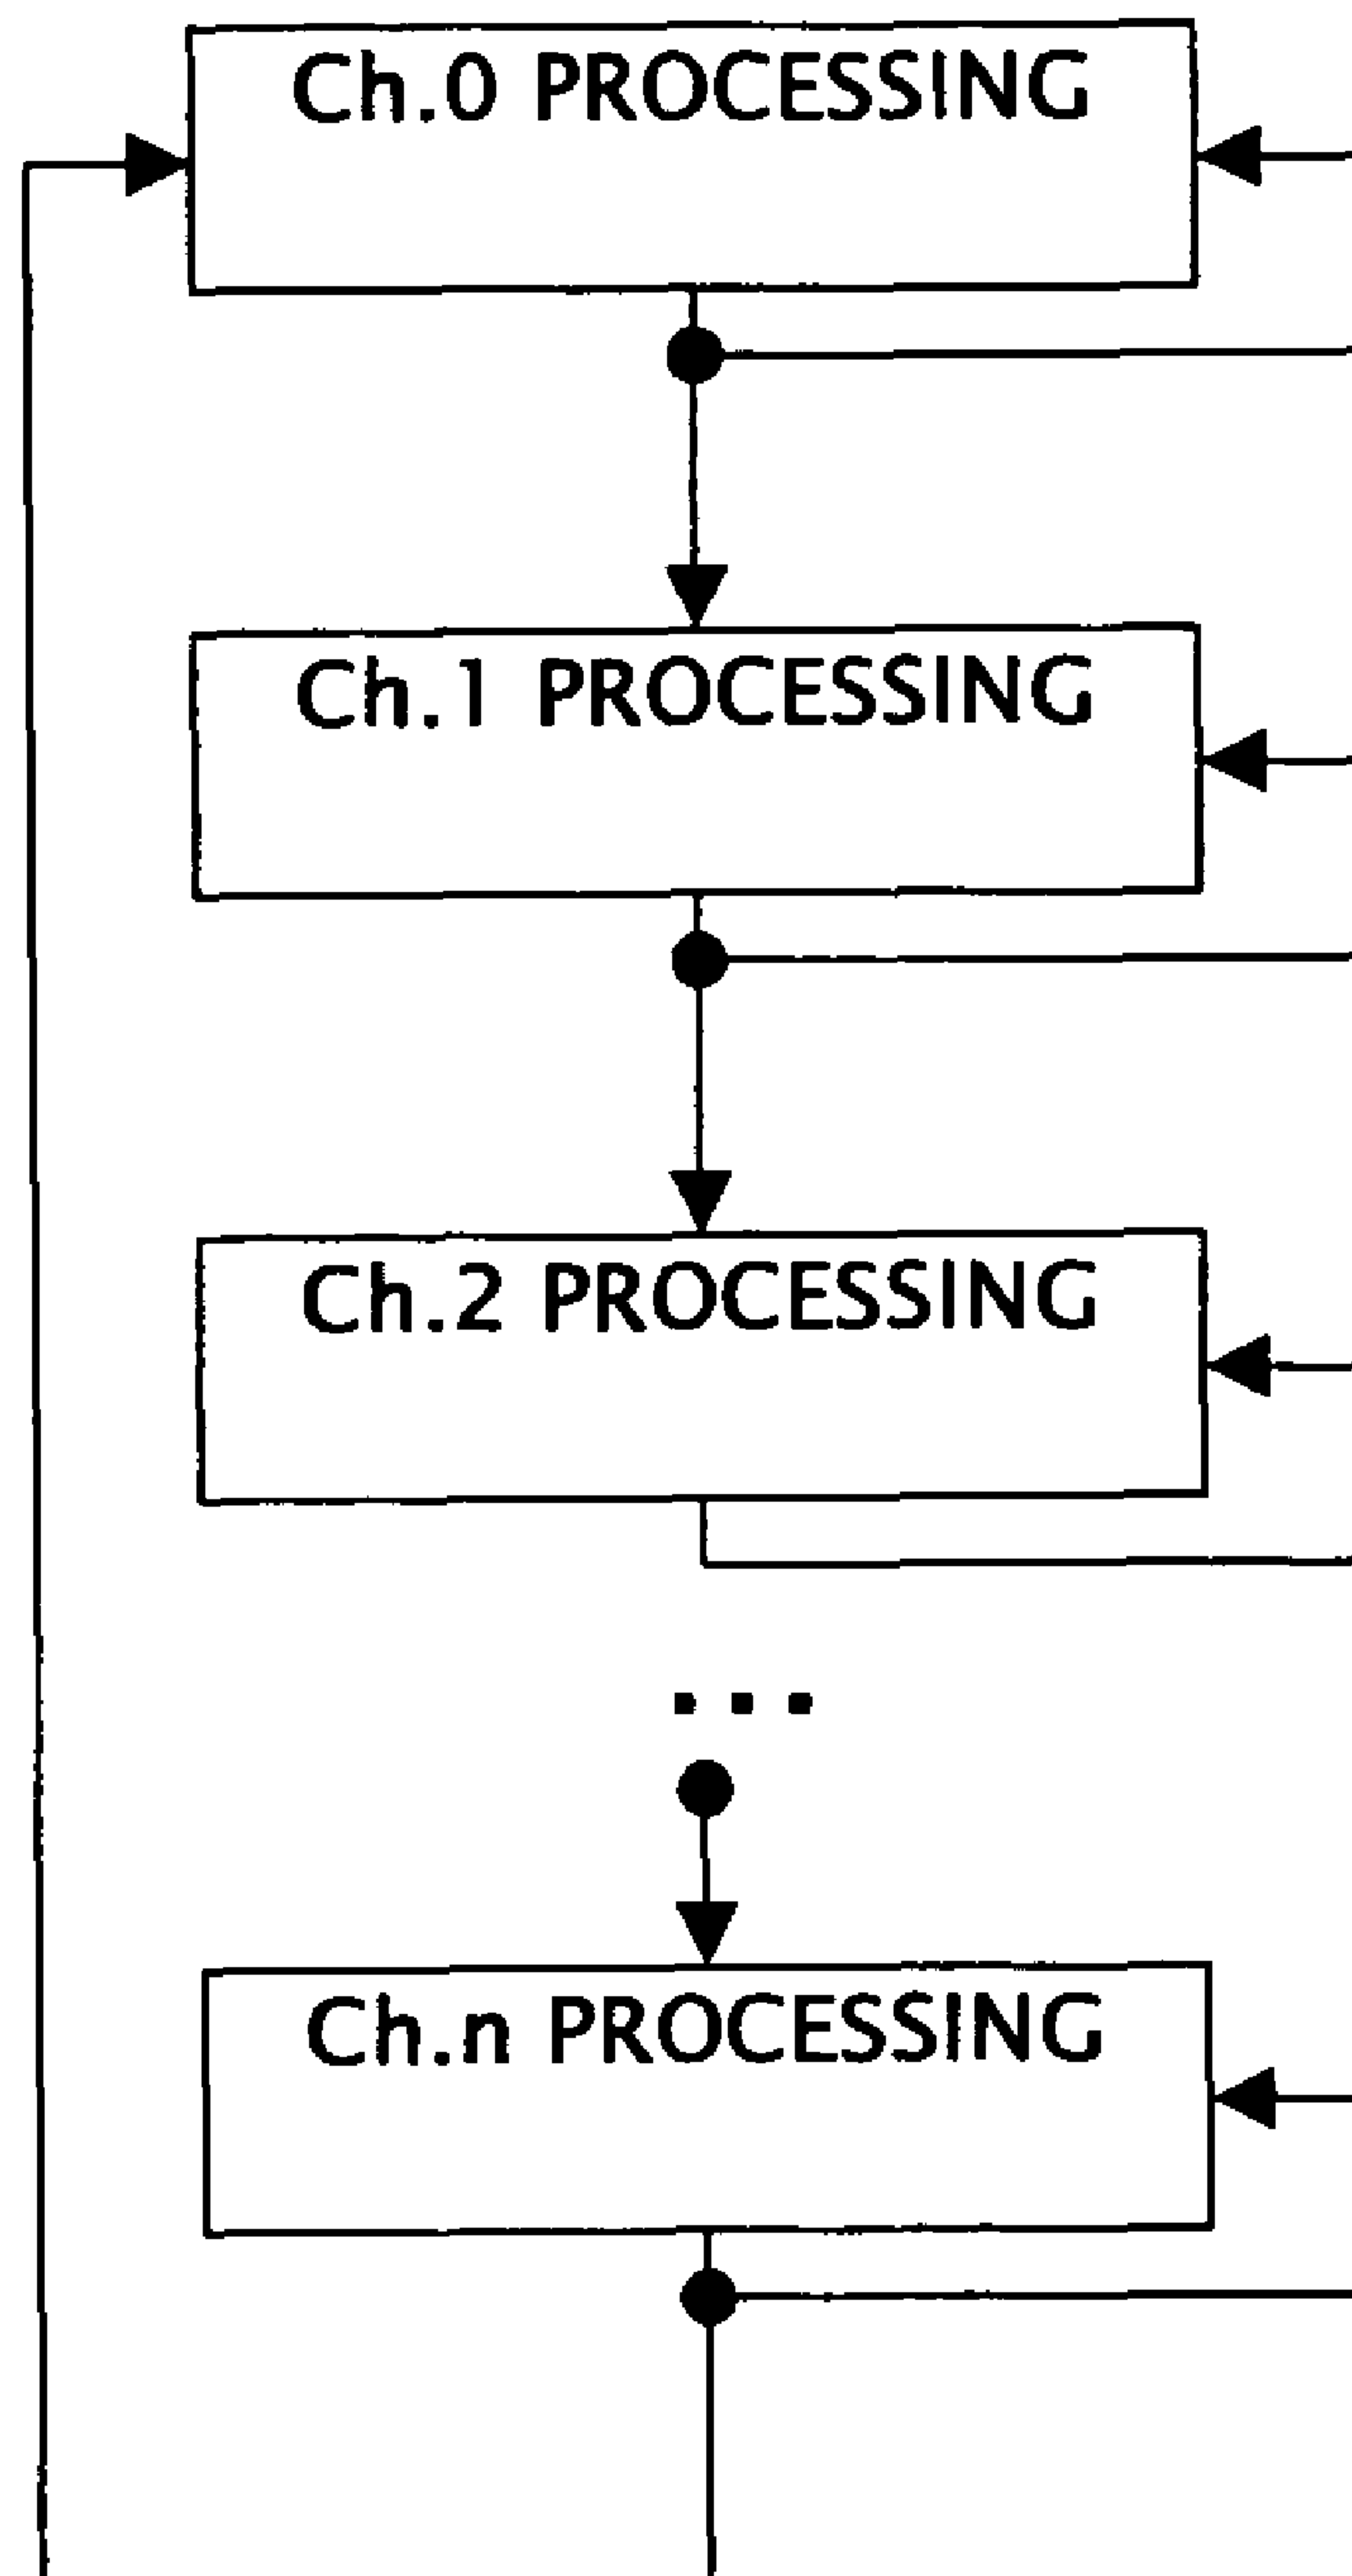 Ch.0 PROCESSING
Ch.1 PROCESSING
Ch.2 PROCESSING
...
Ch.n PROCESSING